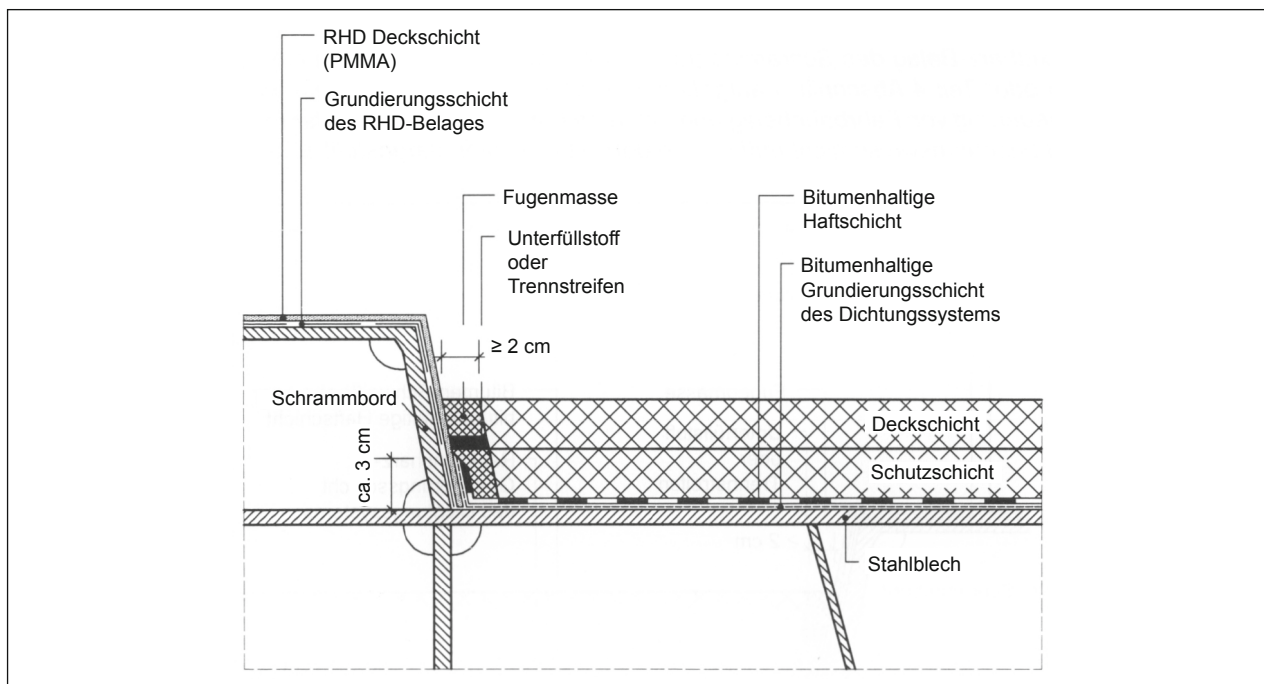 RHD Deckschicht
(PMMA)
Grundierungsschicht
des RHD-Belages
Fugenmasse
Unterfüllstoff
oder
Trennstreifen
≥ 2 cm
Bitumenhaltige
Haftschicht
Bitumenhaltige
Grundierungsschicht
des Dichtungssystems
Schrammbord
ca. 3 cm
Deckschicht
Schutzschicht
Stahlblech